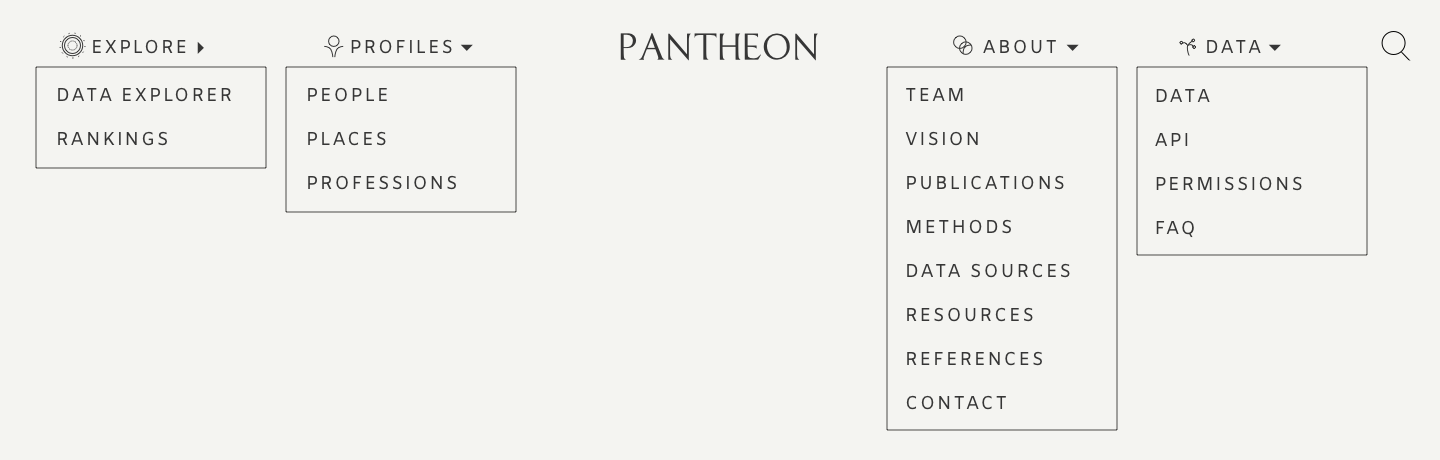 EXPLORE
PROFILES
PANTHEON
ABOUT
DATA
DATA EXPLORER
RANKINGS
PEOPLE
PLACES
PROFESSIONS
TEAM
VISION
PUBLICATIONS
METHODS
DATA SOURCES
RESOURCES
REFERENCES
CONTACT
DATA
API
PERMISSIONS
FAQ